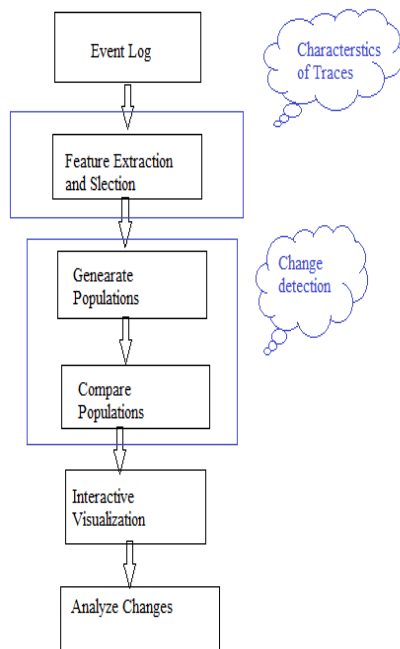 Event Log
Characterstics
of Traces
Feature Extraction
and Slection
Genearate
Populations
Change
detection
Compare
Populations
Interactive
Visualization
Analyze Changes